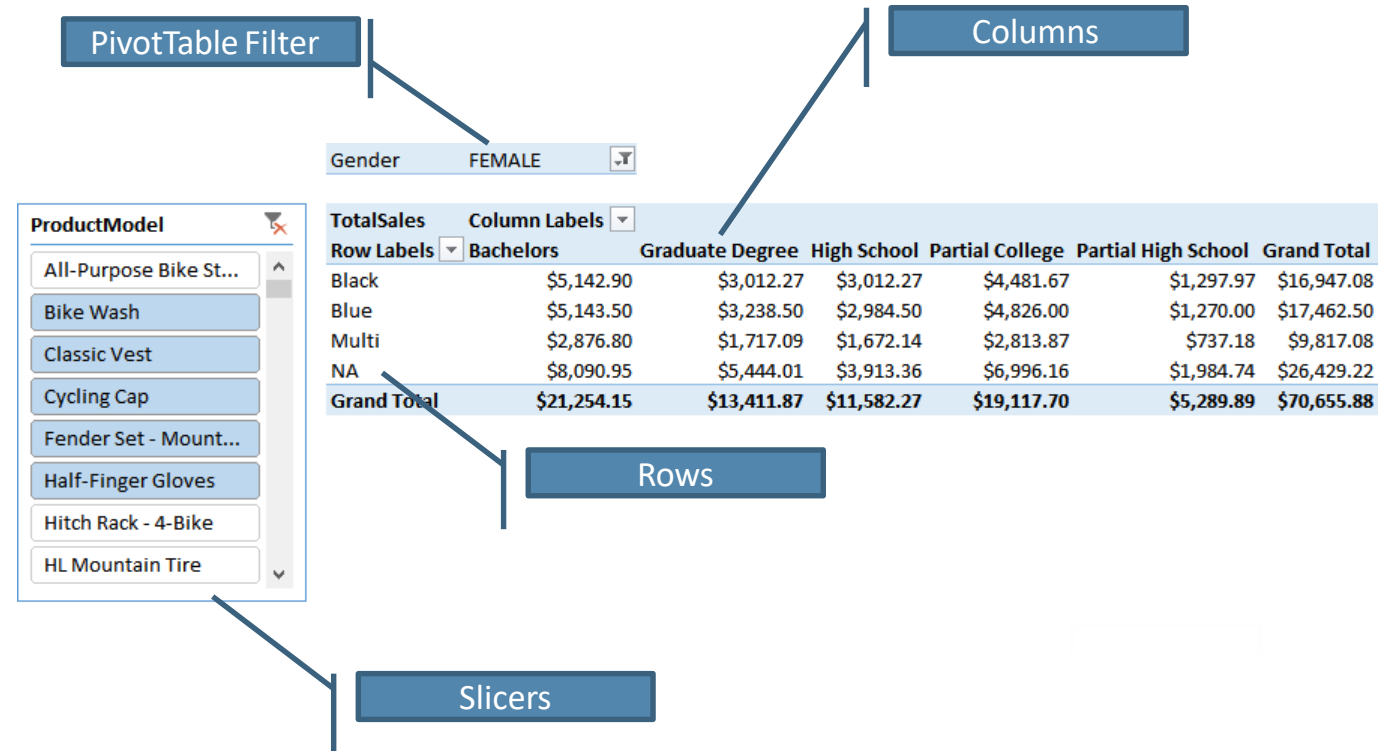 PivotTable Filter
Columns
Gender FEMALE
ProductModel
All-Purpose Bike St...
Bike Wash
Classic Vest
Cycling Cap
Fender Set - Mount...
Half-Finger Gloves
Hitch Rack - 4-Bike
HL Mountain Tire
TotalSales Column Labels
Row Labels Bachelors Graduate Degree High School Partial College Partial High School Grand Total
Black $5,142.90 $3,012.27 $3,012.27 $4,481.67 $1,297.97 $16,947.08
Blue $5,143.50 $3,238.50 $2,984.50 $4,826.00 $1,270.00 $17,462.50
Multi $2,876.80 $1,717.09 $1,672.14 $2,813.87 $737.18 $9,817.08
NA $8,090.95 $5,444.01 $3,913.36 $6,996.16 $1,984.74 $26,429.22
Grand Total $21,254.15 $13,411.87 $11,582.27 $19,117.70 $5,289.89 $70,655.88
Rows
Slicers